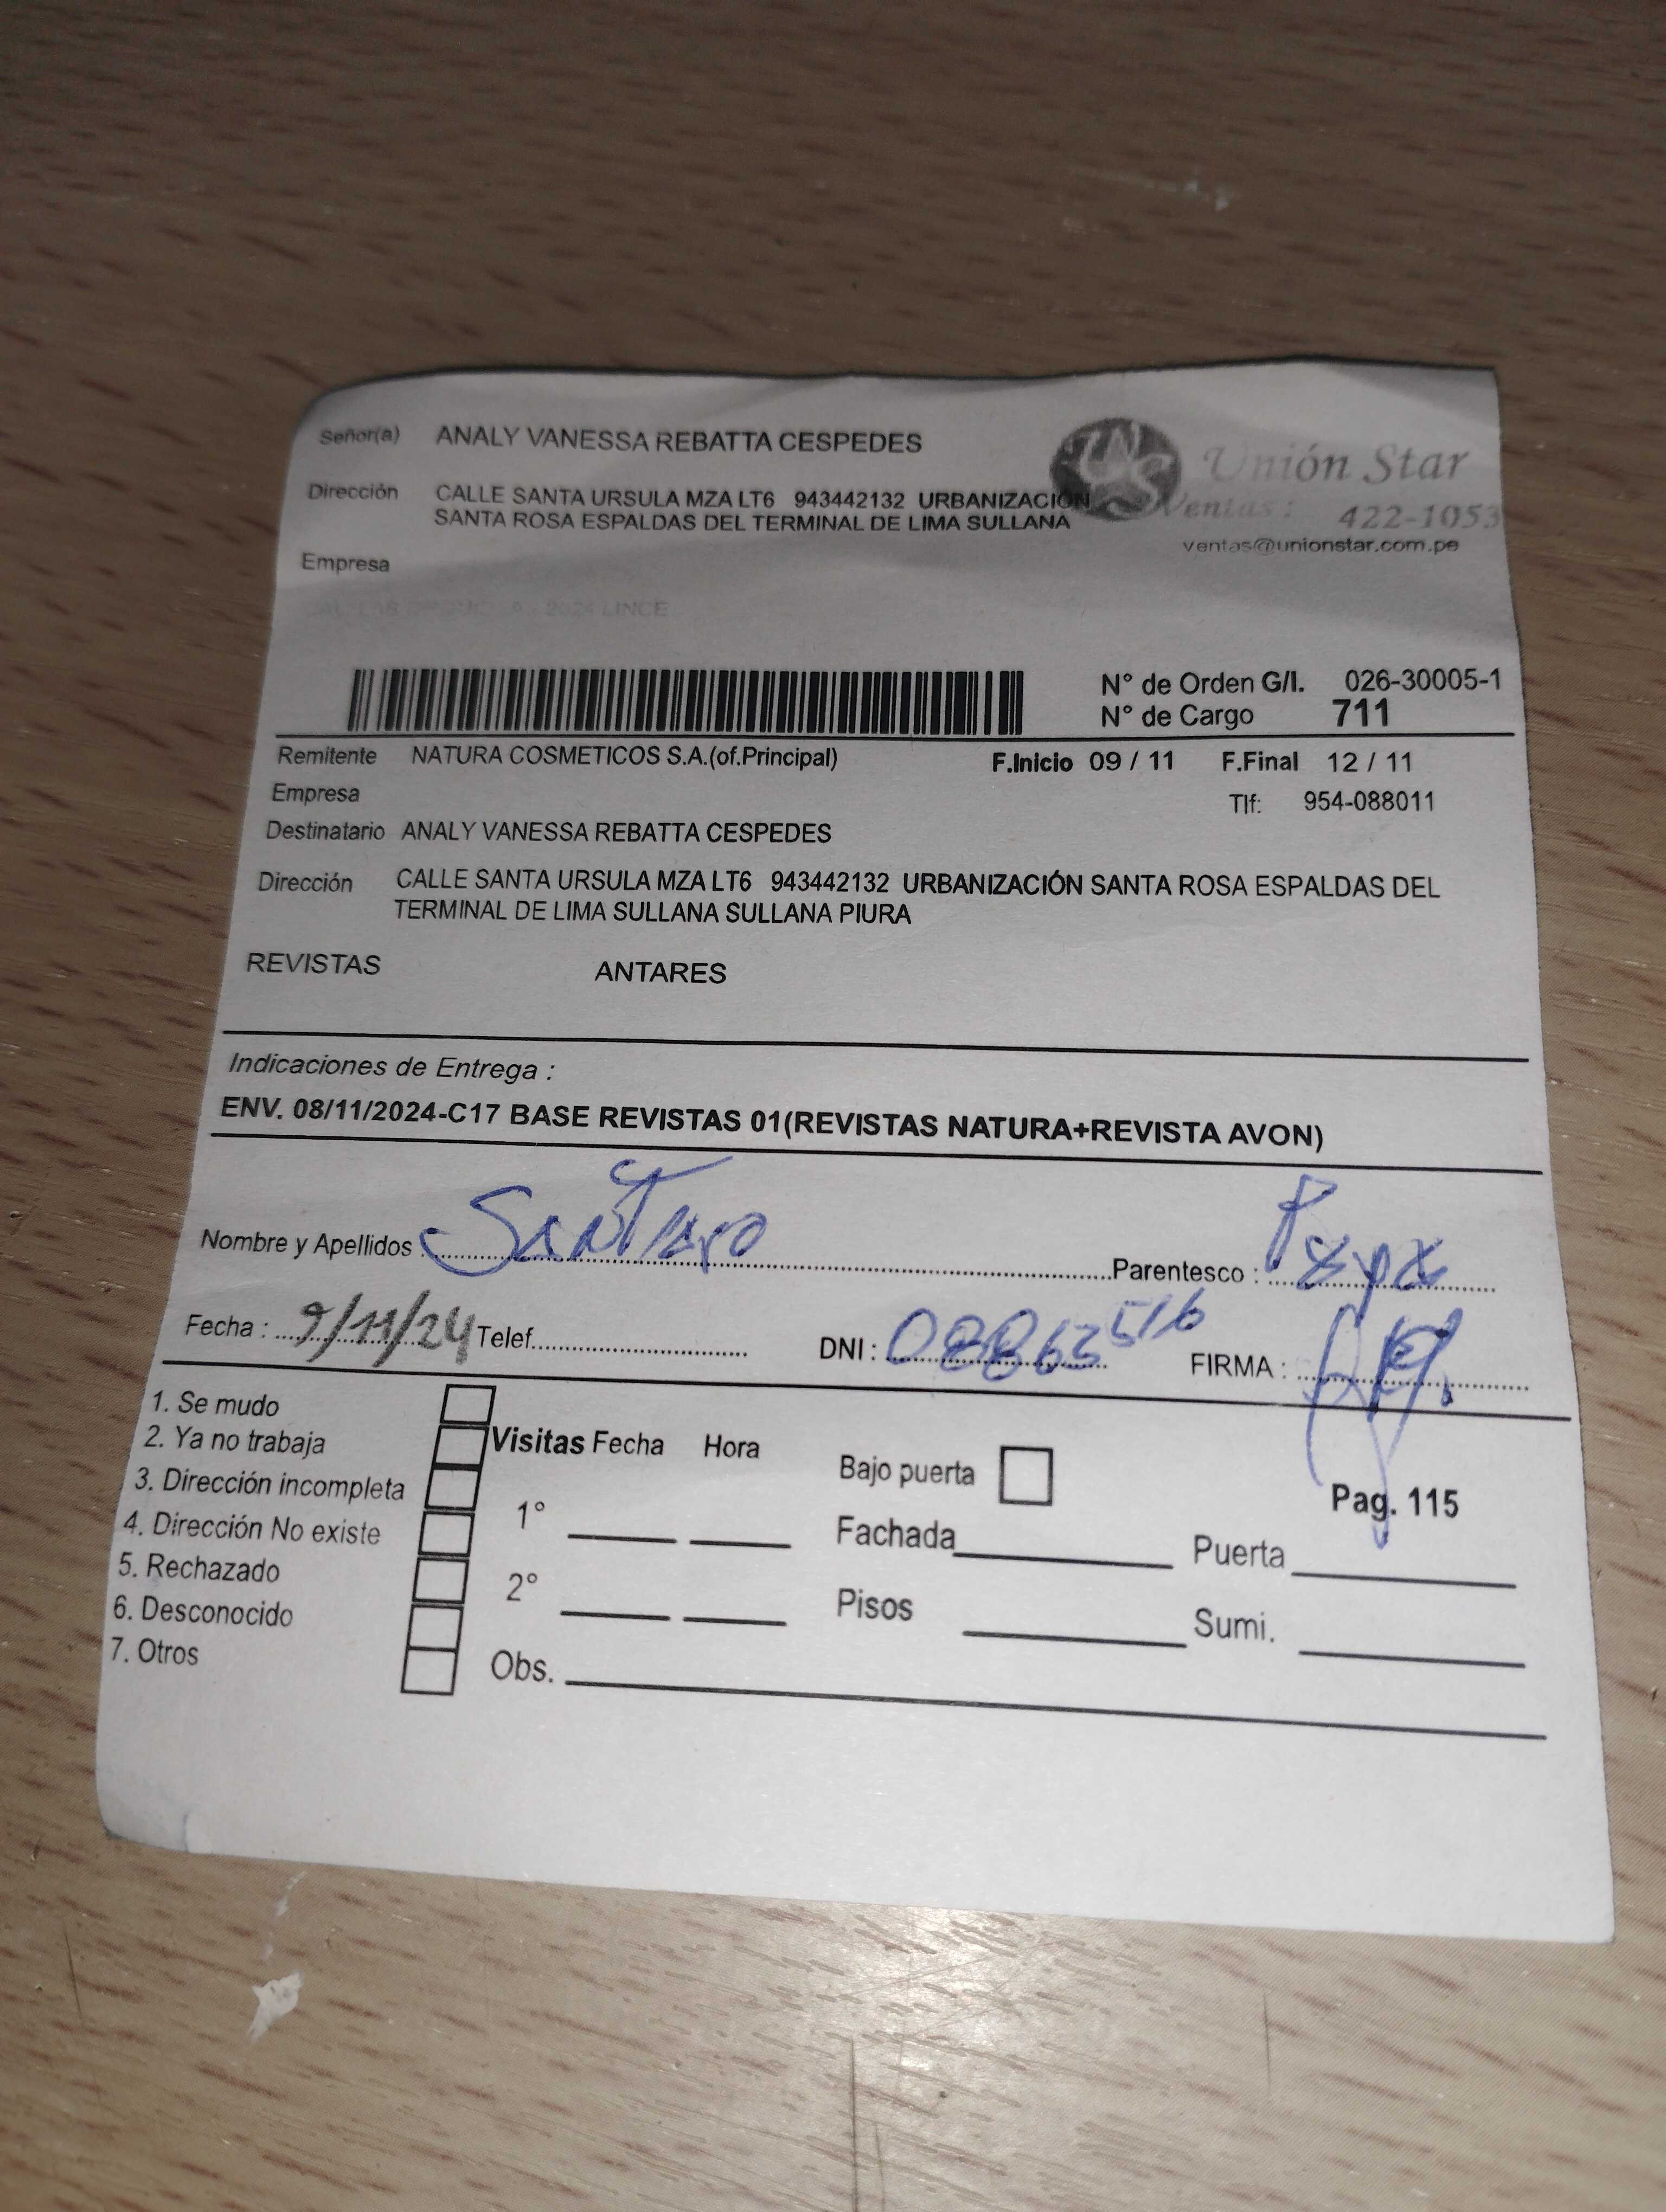 Señor(a) ANALY VANESSA REBATTA CESPEDES
Unión Star
Dirección CALLE SANTA URSULA MZA LT6 943442132 URBANIZACIÓN
SANTA ROSA ESPALDAS DEL TERMINAL DE LIMA SULLANA
Ventas : 422-1053
ventas@unionstar.com.pe
Empresa
2024 LINCE
N° de Orden G/I. 026-30005-1
N° de Cargo 711
Remitente NATURA COSMETICOS S.A.(of.Principal) F.Inicio 09 / 11 F.Final 12 / 11
Empresa Tlf: 954-088011
Destinatario ANALY VANESSA REBATTA CESPEDES
Dirección CALLE SANTA URSULA MZA LT6 943442132 URBANIZACIÓN SANTA ROSA ESPALDAS DEL
TERMINAL DE LIMA SULLANA SULLANA PIURA
REVISTAS ANTARES
Indicaciones de Entrega :
ENV. 08/11/2024-C17 BASE REVISTAS 01(REVISTAS NATURA+REVISTA AVON)
Nombre y Apellidos : Parentesco :
Fecha : 9/11/24 Telef. DNI : FIRMA :
1. Se mudo
2. Ya no trabaja
3. Dirección incompleta
4. Dirección No existe
5. Rechazado
6. Desconocido
7. Otros
Visitas Fecha Hora
1°
2°
Obs.
Bajo puerta
Pag. 115
Fachada Puerta
Pisos Sumi.